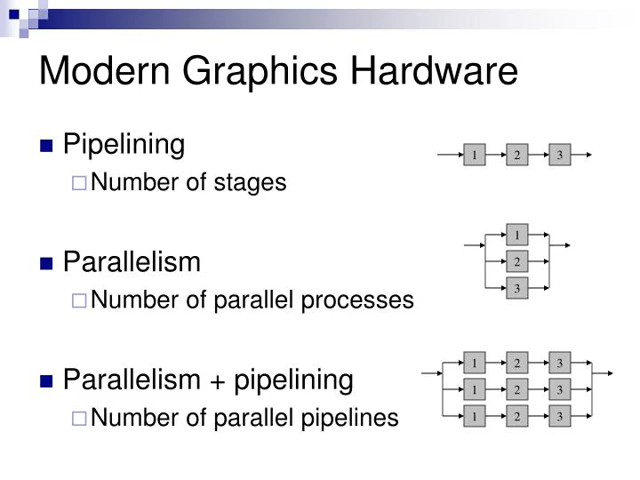 Modern Graphics Hardware
Pipelining
Number of stages
1 2 3
Parallelism
Number of parallel processes
1
2
3
Parallelism + pipelining
Number of parallel pipelines
1 2 3
1 2 3
1 2 3